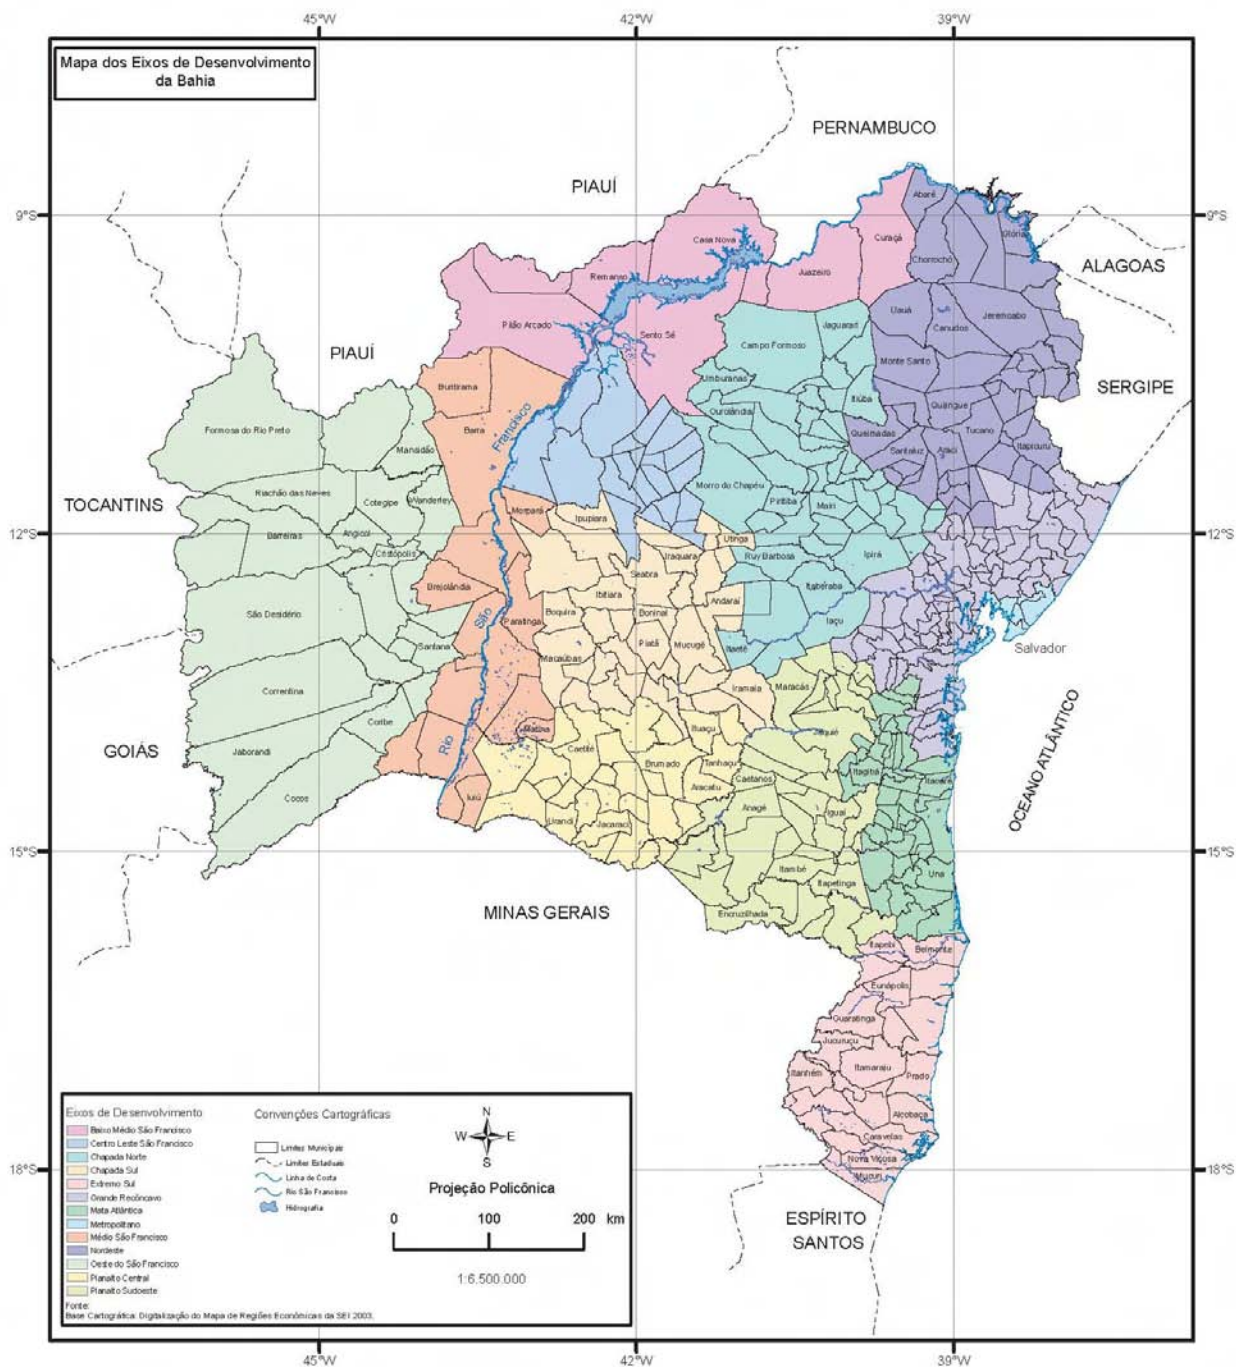 45°W 42°W 39°W
Mapa dos Eixos de Desenvolvimento
da Bahia
PERNAMBUCO
PIAUÍ
Abaré
9°S 9°S
Glória
Curaçá
Casa Nova
Chorrochó
ALAGOAS
Juazeiro
Remanso
Uauá
Jeremoabo
Pilão Arcado
Canudos
Sento Sé
Jaguarari
Campo Formoso
PIAUÍ
Monte Santo
Umburanas
Buritirama
SERGIPE
Itiúba
Ourolândia
Quijingue
Francisco
Formosa do Rio Preto
Barra
Queimadas
Tucano
Itapicuru
Mansidão
Santaluz
Araci
Morro do Chapéu
Riachão das Neves
Cotegipe
Wanderley
Piritiba
Mairi
TOCANTINS
Morpará
Ipupiara
12°S 12°S
Barreiras
Angical
Utinga
Cristópolis
Iraquara
Ruy Barbosa
Ipirá
Seabra
Brejolândia
Ibitiara
Itaberaba
Andaraí
São Desidério
São
Paratinga
Boquira
Boninal
Iaçu
Santana
Piatã
Mucugê
Itaetê
Salvador
Macaúbas
Correntina
Iramaia
Maracás
Coribe
GOIÁS
Jaborandi
Rio
Matina
Ituaçu
Jequié
OCEANO ATLÂNTICO
Caetité
Brumado
Tanhaçu
Itagibá
Caetanos
Itacaré
Cocos
Iuiú
Aracatu
Anagé
Iguaí
Urandi
Jacaraci
15°S 15°S
Itambé
Una
Itapetinga
MINAS GERAIS
Encruzilhada
Itapebi
Belmonte
Eunápolis
Guaratinga
Jucuruçu
Itanhém
Itamaraju
Prado
Alcobaça
Caravelas
Nova Viçosa
Mucuri
18°S 18°S
ESPÍRITO
SANTOS
Eixos de Desenvolvimento
Baixo Médio São Francisco
Centro Leste São Francisco
Chapada Norte
Chapada Sul
Extremo Sul
Grande Recôncavo
Mata Atlântica
Metropolitano
Médio São Francisco
Nordeste
Oeste do São Francisco
Planalto Central
Planalto Sudoeste
Convenções Cartográficas
Limites Municipais
Limites Estaduais
Linha de Costa
Rio São Francisco
Hidrografia
N
W E
S
Projeção Policônica
0 100 200 km
1:6.500.000
Fonte:
Base Cartográfica: Digitalização do Mapa de Regiões Econômicas da SEI 2003.
45°W 42°W 39°W